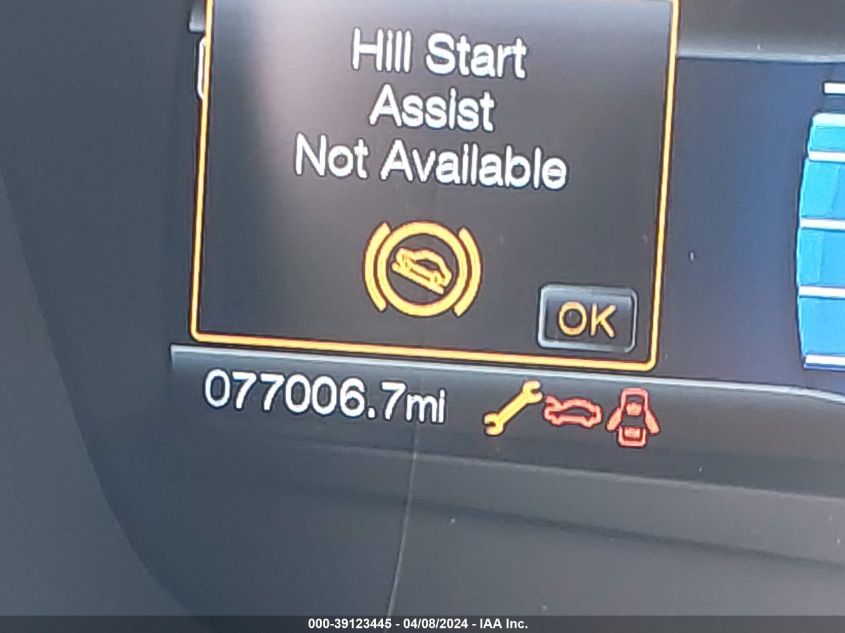 Hill Start
Assist
Not Available
OK
077006.7mi
000-39123445 - 04/08/2024 - IAA Inc.